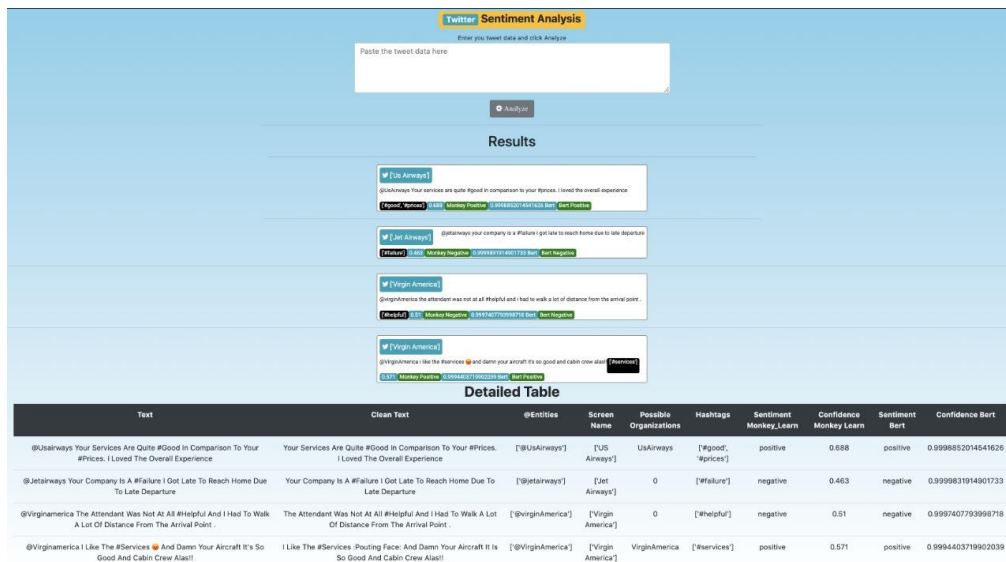 Twitter Sentiment Analysis
Enter you tweet data and click Analyze
Paste the tweet data here
Analyze
Results
['Us Airways']
@UsAirways Your services are quite #good in comparison to your #prices. I loved the overall experience
['#good','#prices'] 0.688 Monkey Positive 0.9998852014541626 Bert Bert Positive
['Jet Airways'] @jetairways your company is a #failure i got late to reach home due to late departure
['#failure'] 0.463 Monkey Negative 0.9999831914901733 Bert Bert Negative
['Virgin America']
@virginAmerica the attendant was not at all #helpful and i had to walk a lot of distance from the arrival point .
['#helpful'] 0.51 Monkey Negative 0.9997407793998718 Bert Bert Negative
['Virgin America']
@VirginAmerica i like the #services 😡 and damn your aircraft it's so good and cabin crew alas!! ['#services']
0.571 Monkey Positive 0.9994403719902039 Bert Bert Positive
Detailed Table
Text Clean Text @Entities Screen Name Possible Organizations Hashtags Sentiment Monkey_Learn Confidence Monkey Learn Sentiment Bert Confidence Bert
@Usairways Your Services Are Quite #Good In Comparison To Your #Prices. I Loved The Overall Experience Your Services Are Quite #Good In Comparison To Your #Prices. I Loved The Overall Experience ['@UsAirways'] ['US Airways'] UsAirways ['#good', '#prices'] positive 0.688 positive 0.9998852014541626
@Jetairways Your Company Is A #Failure I Got Late To Reach Home Due To Late Departure Your Company Is A #Failure I Got Late To Reach Home Due To Late Departure ['@jetairways'] ['Jet Airways'] 0 ['#failure'] negative 0.463 negative 0.9999831914901733
@Virginamerica The Attendant Was Not At All #Helpful And I Had To Walk A Lot Of Distance From The Arrival Point . The Attendant Was Not At All #Helpful And I Had To Walk A Lot Of Distance From The Arrival Point . ['@virginAmerica'] ['Virgin America'] 0 ['#helpful'] negative 0.51 negative 0.9997407793998718
@Virginamerica I Like The #Services 😡 And Damn Your Aircraft It's So Good And Cabin Crew Alas!! I Like The #Services :Pouting Face: And Damn Your Aircraft It Is So Good And Cabin Crew Alas!! ['@VirginAmerica'] ['Virgin America'] VirginAmerica ['#services'] positive 0.571 positive 0.9994403719902039